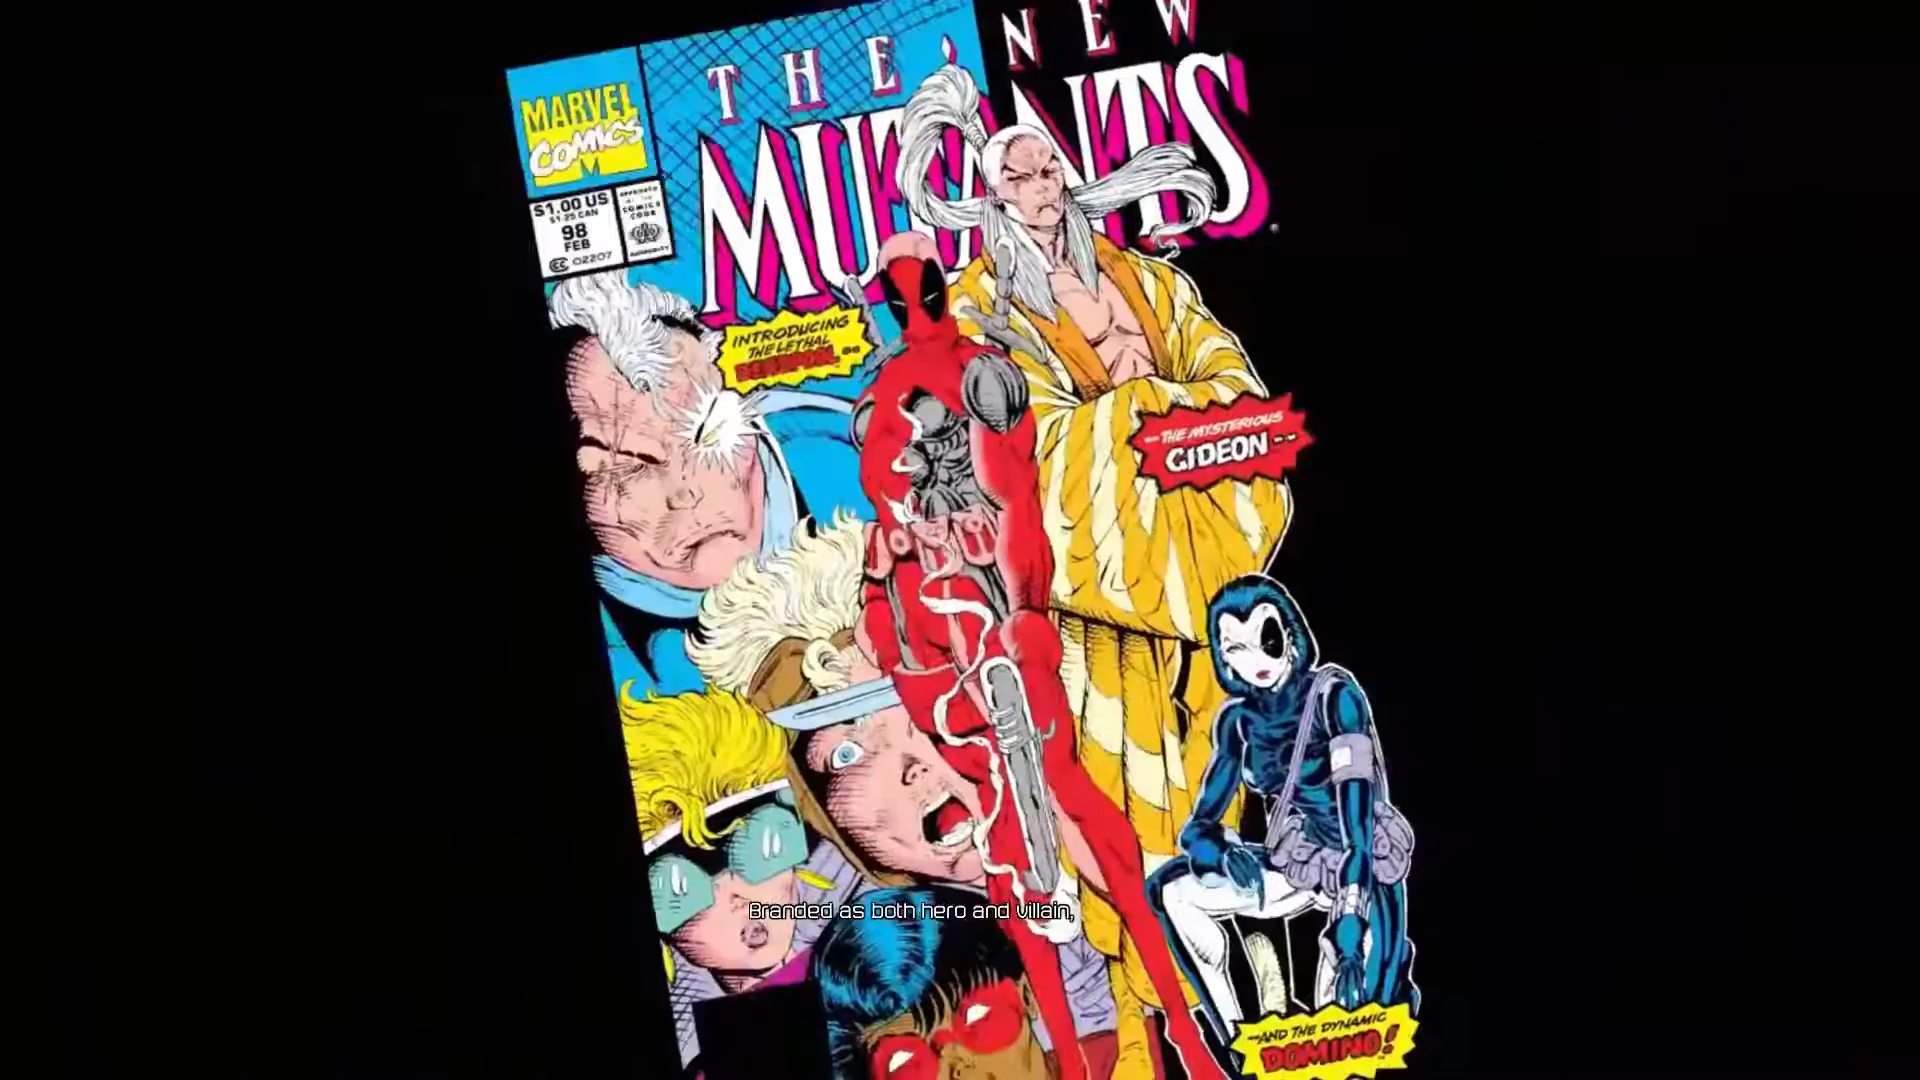 THE NEW
MUTANTS
MARVEL
COMICS
M
$1.00 US
$1.25 CAN
98
FEB
CC 02207
APPROVED
BY THE
COMICS
CODE
AUTHORITY
INTRODUCING
THE LETHAL
DEADPOOL--
--THE MYSTERIOUS
GIDEON--
Branded as both hero and villain,
--AND THE DYNAMIC
DOMINO!